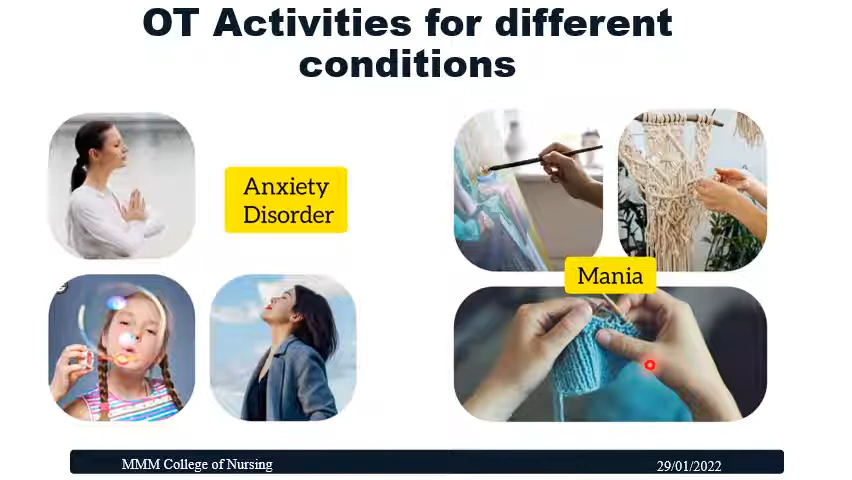 OT Activities for different
conditions
Anxiety
Disorder
Mania
MMM College of Nursing
29/01/2022